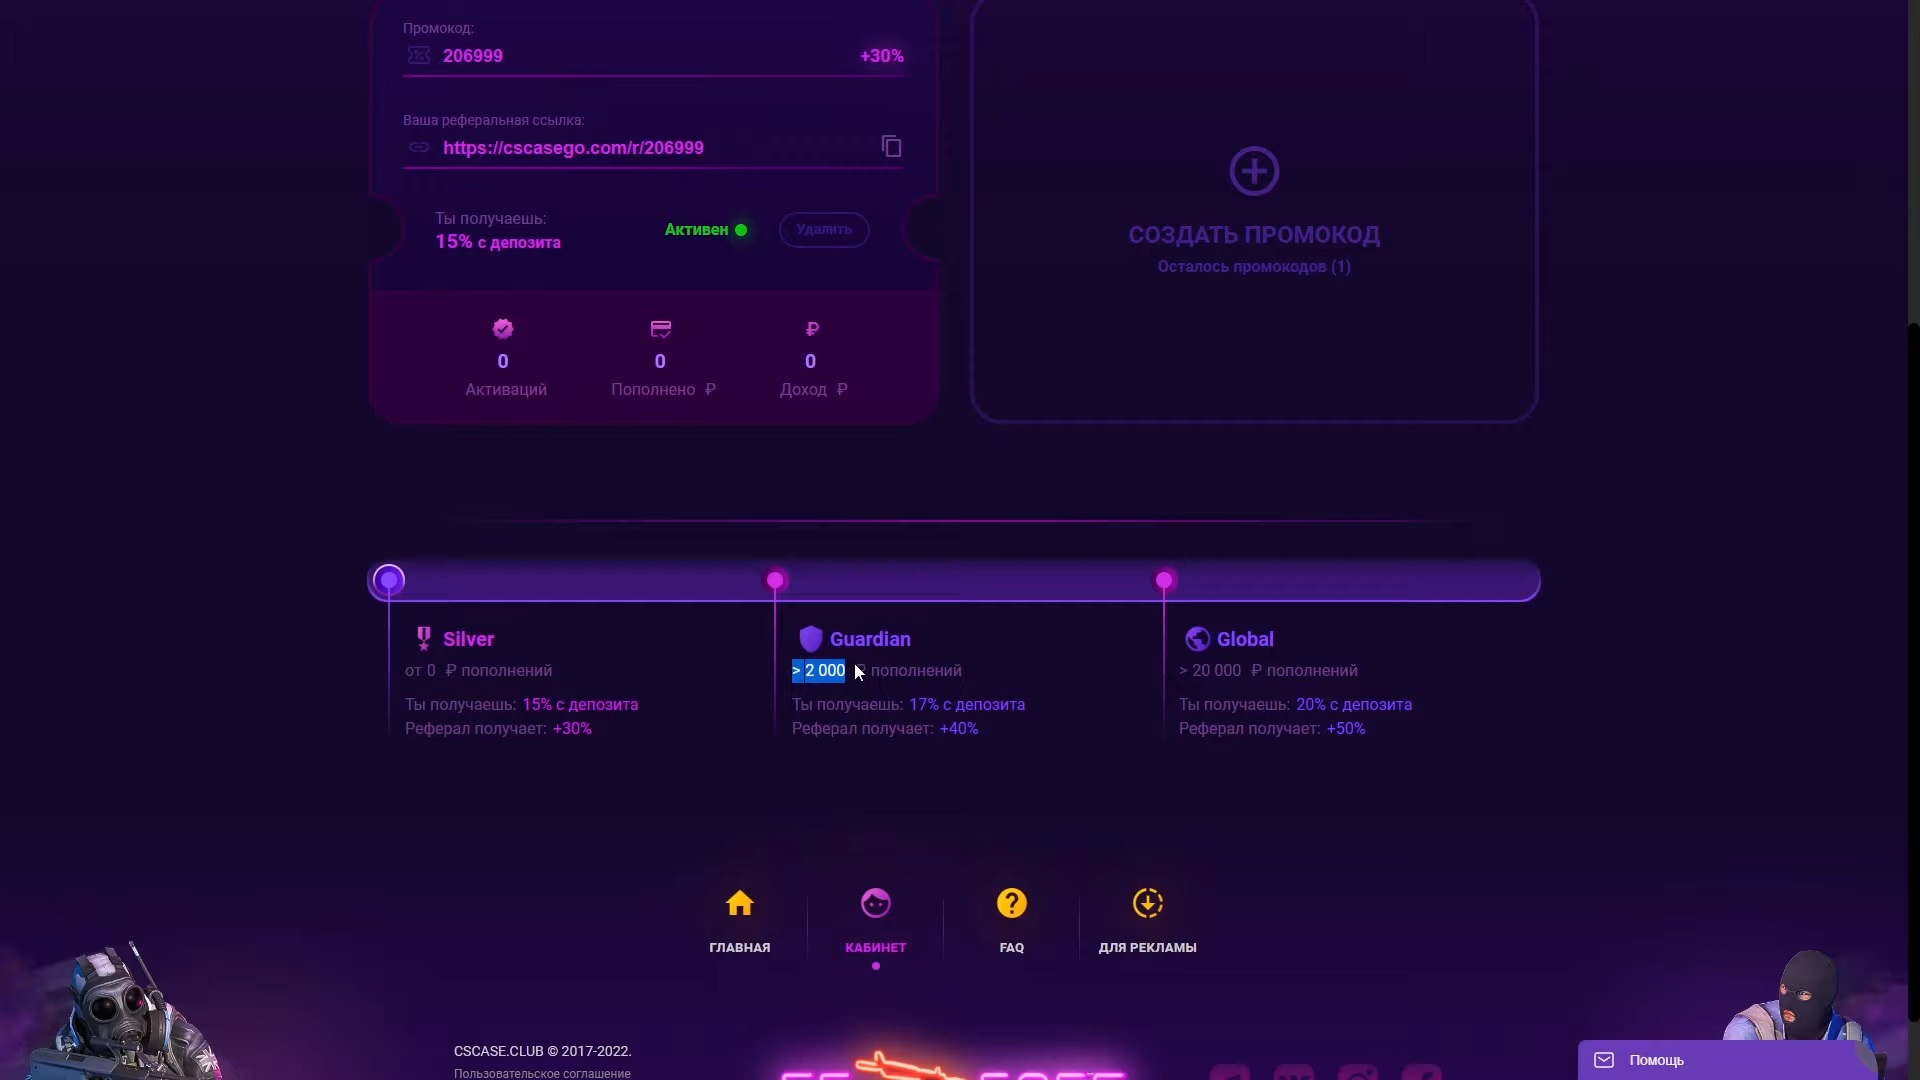 Промокод:
206999 +30%
Ваша реферальная ссылка:
https://cscasego.com/r/206999
Ты получаешь:
15% с депозита
Активен
Удалить
0 0 0
Активаций Пополнено ₽ Доход ₽
СОЗДАТЬ ПРОМОКОД
Осталось промокодов (1)
Silver
от 0 ₽ пополнений
Ты получаешь: 15% с депозита
Реферал получает: +30%
Guardian
> 2 000 ₽ пополнений
Ты получаешь: 17% с депозита
Реферал получает: +40%
Global
> 20 000 ₽ пополнений
Ты получаешь: 20% с депозита
Реферал получает: +50%
ГЛАВНАЯ КАБИНЕТ FAQ ДЛЯ РЕКЛАМЫ
CSCASE.CLUB © 2017-2022.
Пользовательское соглашение
Помощь